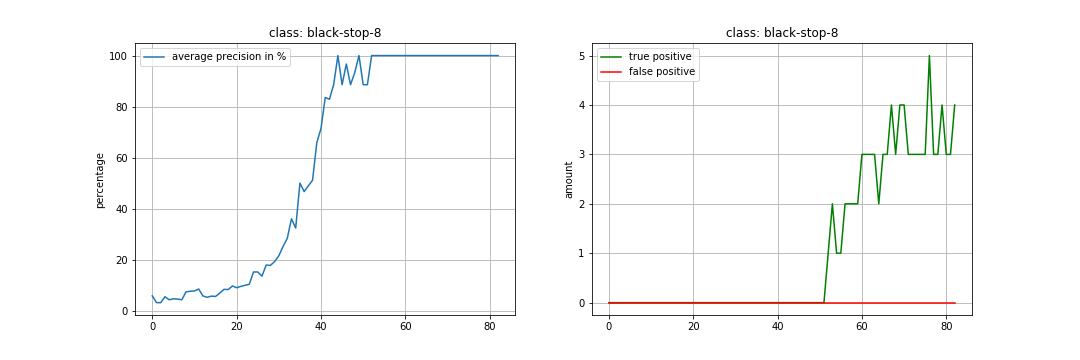 class: black-stop-8
average precision in %
percentage
100
80
60
40
20
0
0 20 40 60 80
class: black-stop-8
true positive
false positive
amount
5
4
3
2
1
0
0 20 40 60 80